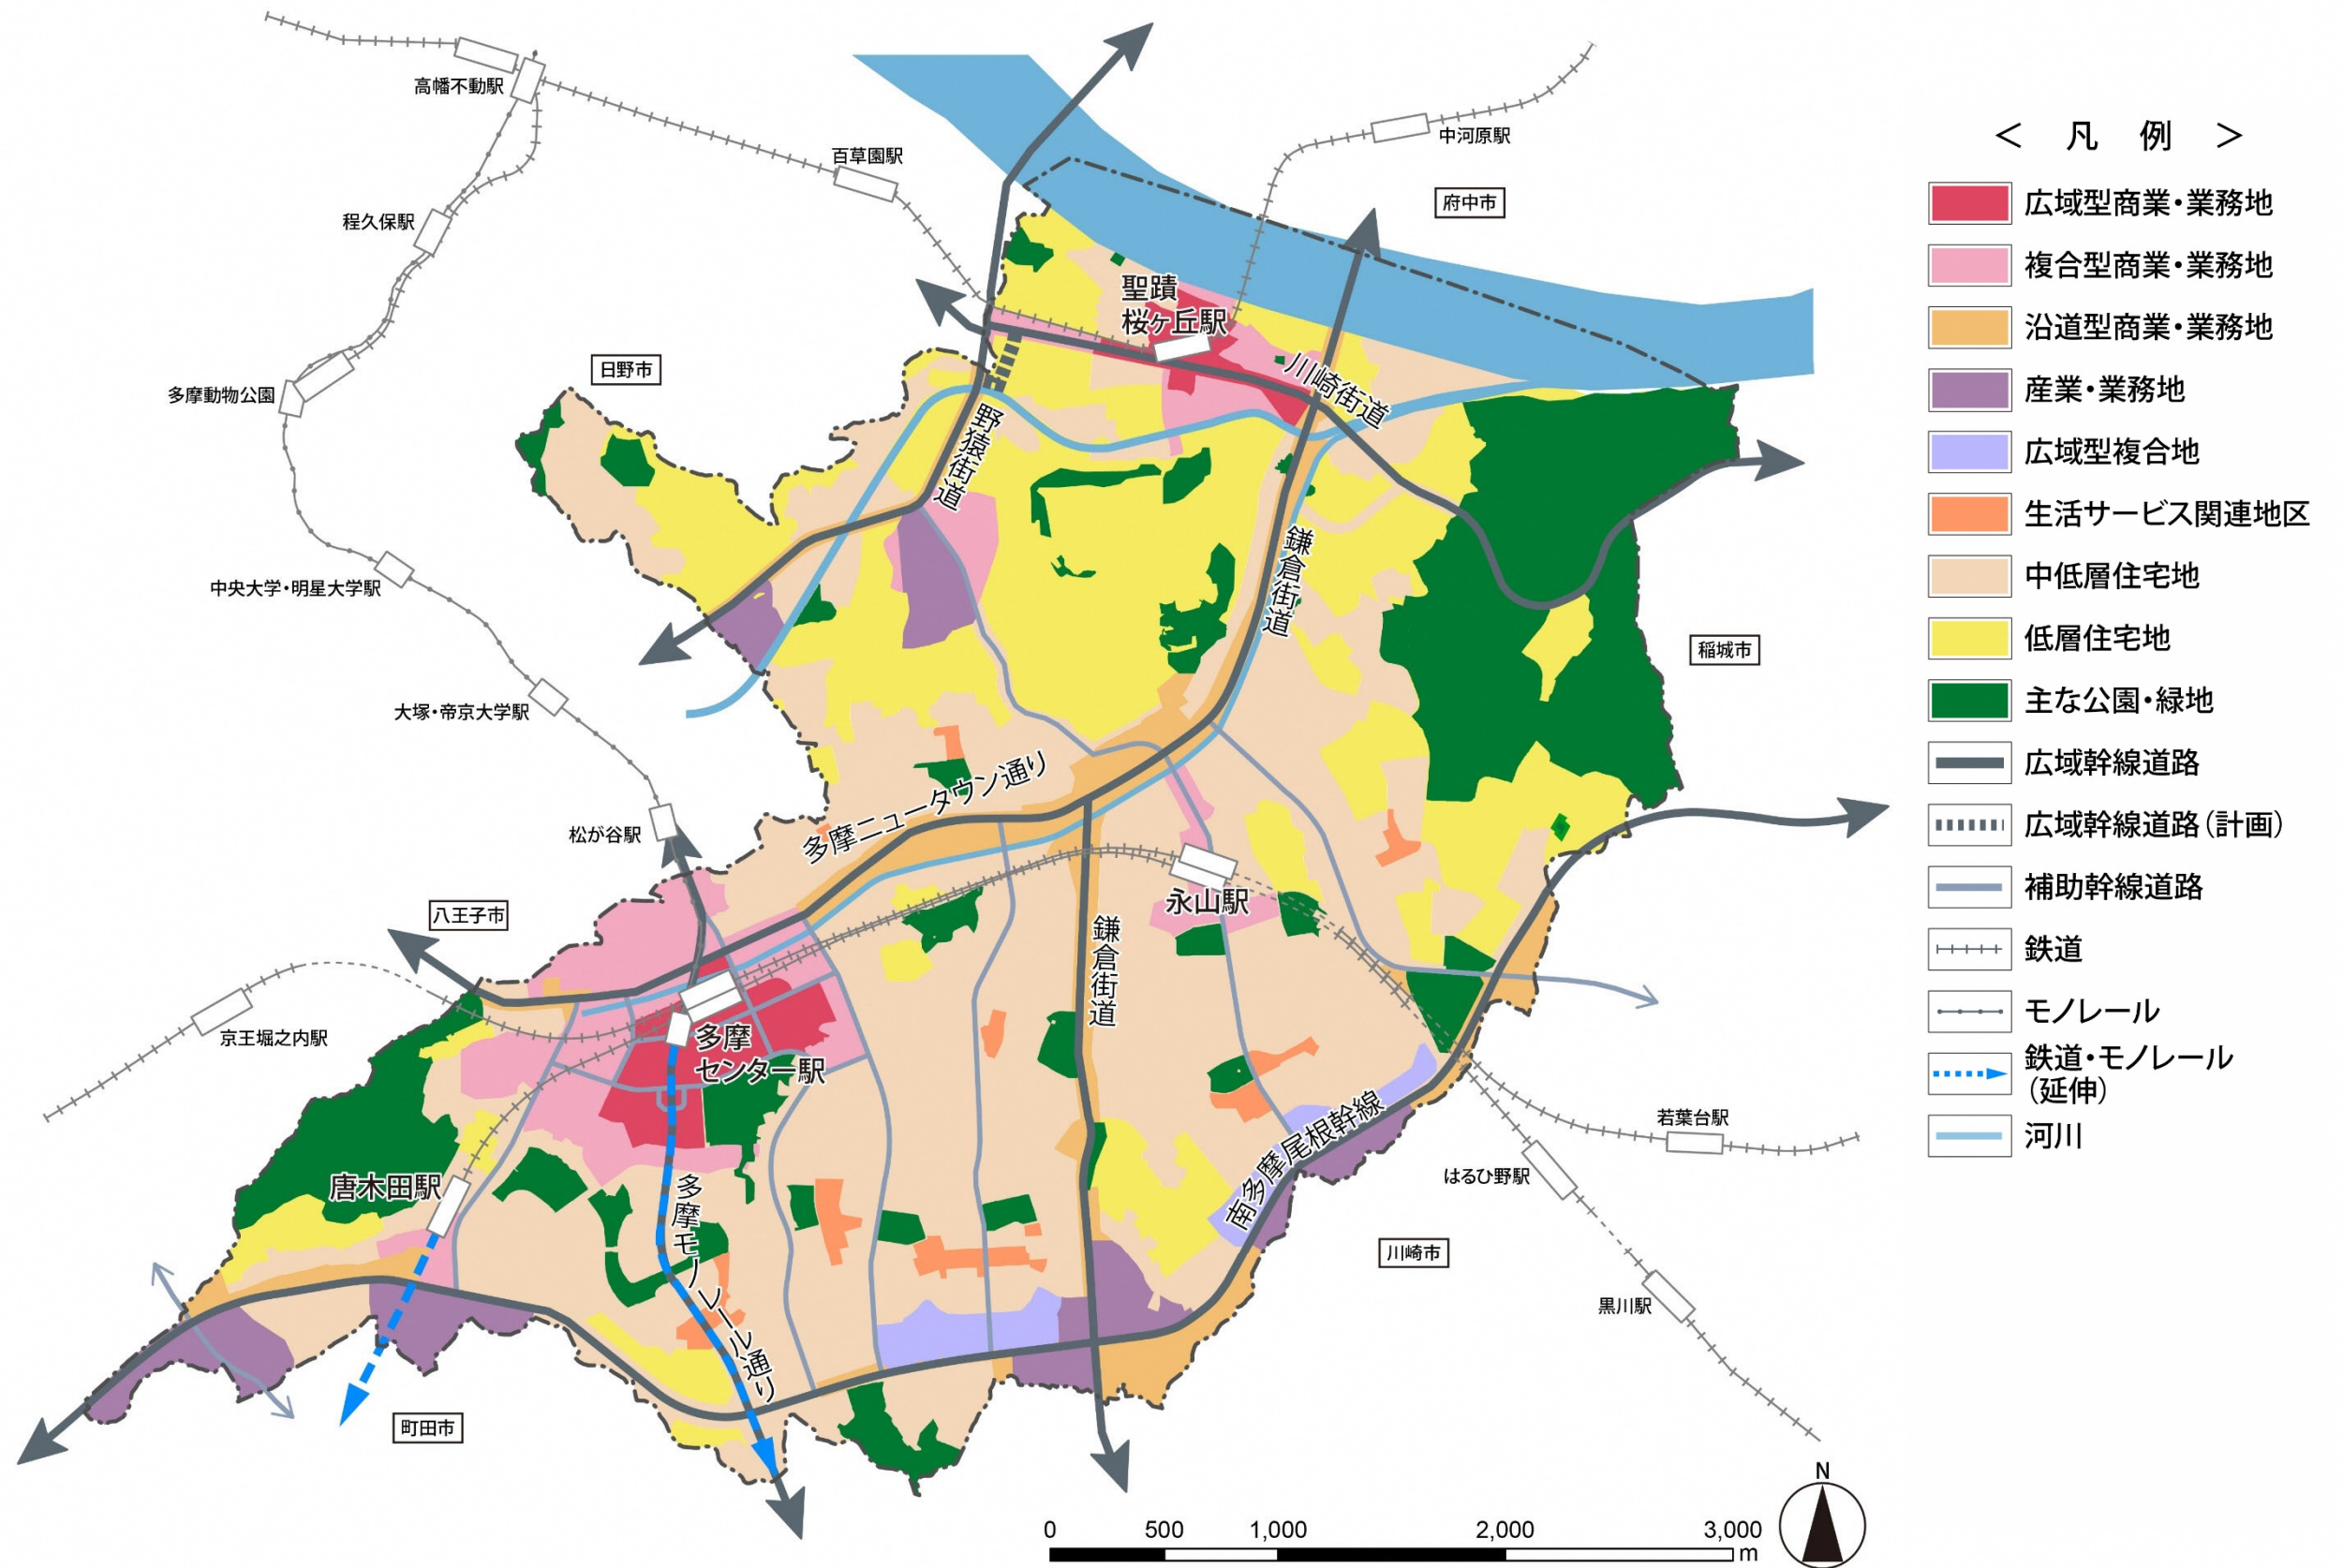 高幡不動駅
百草園駅
中河原駅
府中市
程久保駅
聖蹟
桜ヶ丘駅
川崎街道
日野市
多摩動物公園
野猿街道
鎌倉街道
中央大学・明星大学駅
稲城市
大塚・帝京大学駅
多摩ニュータウン通り
松が谷駅
八王子市
永山駅
鎌倉街道
京王堀之内駅
多摩
センター駅
若葉台駅
南多摩尾根幹線
はるひ野駅
唐木田駅
多摩モノレール通り
川崎市
黒川駅
町田市
＜ 凡 例 ＞
広域型商業・業務地
複合型商業・業務地
沿道型商業・業務地
産業・業務地
広域型複合地
生活サービス関連地区
中低層住宅地
低層住宅地
主な公園・緑地
広域幹線道路
広域幹線道路（計画）
補助幹線道路
鉄道
モノレール
鉄道・モノレール
（延伸）
河川
N
0 500 1,000 2,000 3,000
m